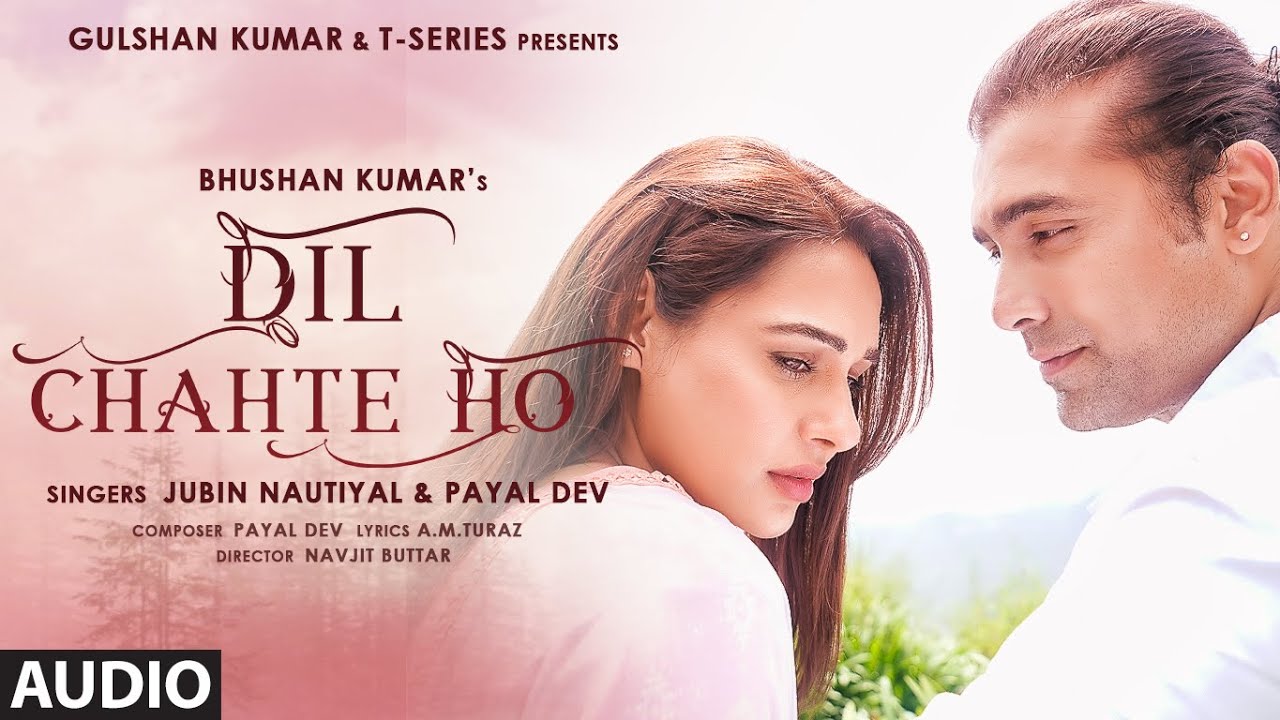 GULSHAN KUMAR & T-SERIES PRESENTS
BHUSHAN KUMAR's
DIL
CHAHTE HO
SINGERS JUBIN NAUTIYAL & PAYAL DEV
COMPOSER PAYAL DEV LYRICS A.M.TURAZ
DIRECTOR NAVJIT BUTTAR
AUDIO